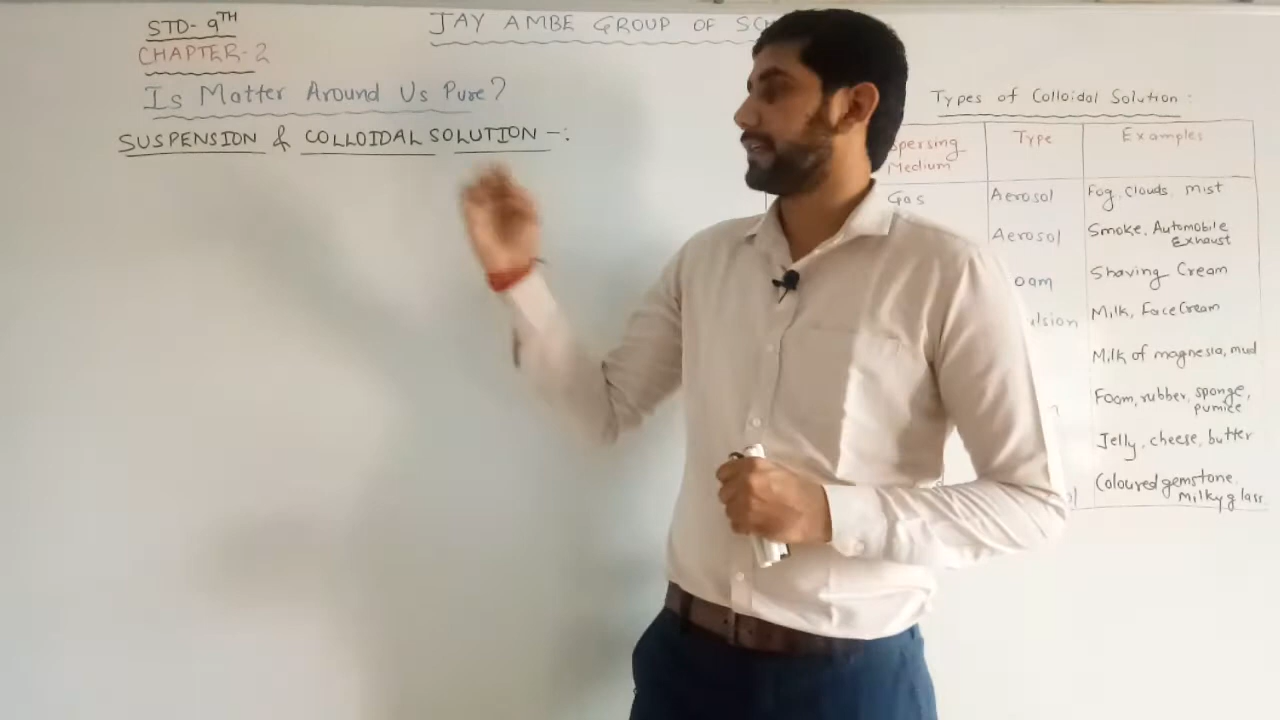 STD- 9TH
CHAPTER-2
JAY AMBE GROUP OF
Is Matter Around Us Pure?
SUSPENSION & COLLOIDAL SOLUTION -:
Types of Colloidal Solution :
Type Examples
Medium
Gas Aerosol Fog, Clouds, mist
Aerosol Smoke, Automobile Exhaust
Shaving Cream
Milk, Face Cream
Milk of magnesia, mud
Foam, rubber, sponge, pumice
Jelly, cheese, butter
Coloured gemstone, Milky glass